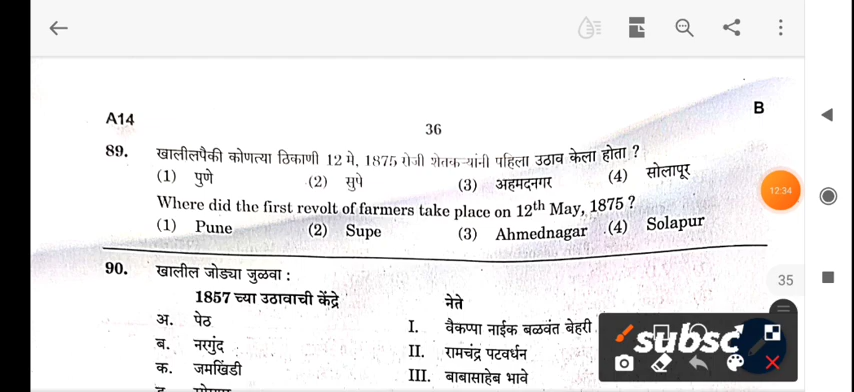 A14
36
B
89. खालीलपैकी कोणत्या ठिकाणी 12 मे, 1875 रोजी शेतकऱ्यांनी पहिला उठाव केला होता ?
(1) पुणे (2) सुपे (3) अहमदनगर (4) सोलापूर
Where did the first revolt of farmers take place on 12th May, 1875 ?
(1) Pune (2) Supe (3) Ahmednagar (4) Solapur
12:34
90. खालील जोड्या जुळवा :
35
1857 च्या उठावाची केंद्रे नेते
अ. पेठ I. वैकप्पा नाईक बळवंत बेहरी
ब. नरगुंद II. रामचंद्र पटवर्धन
क. जमखिंडी III. बाबासाहेब भावे
subsc